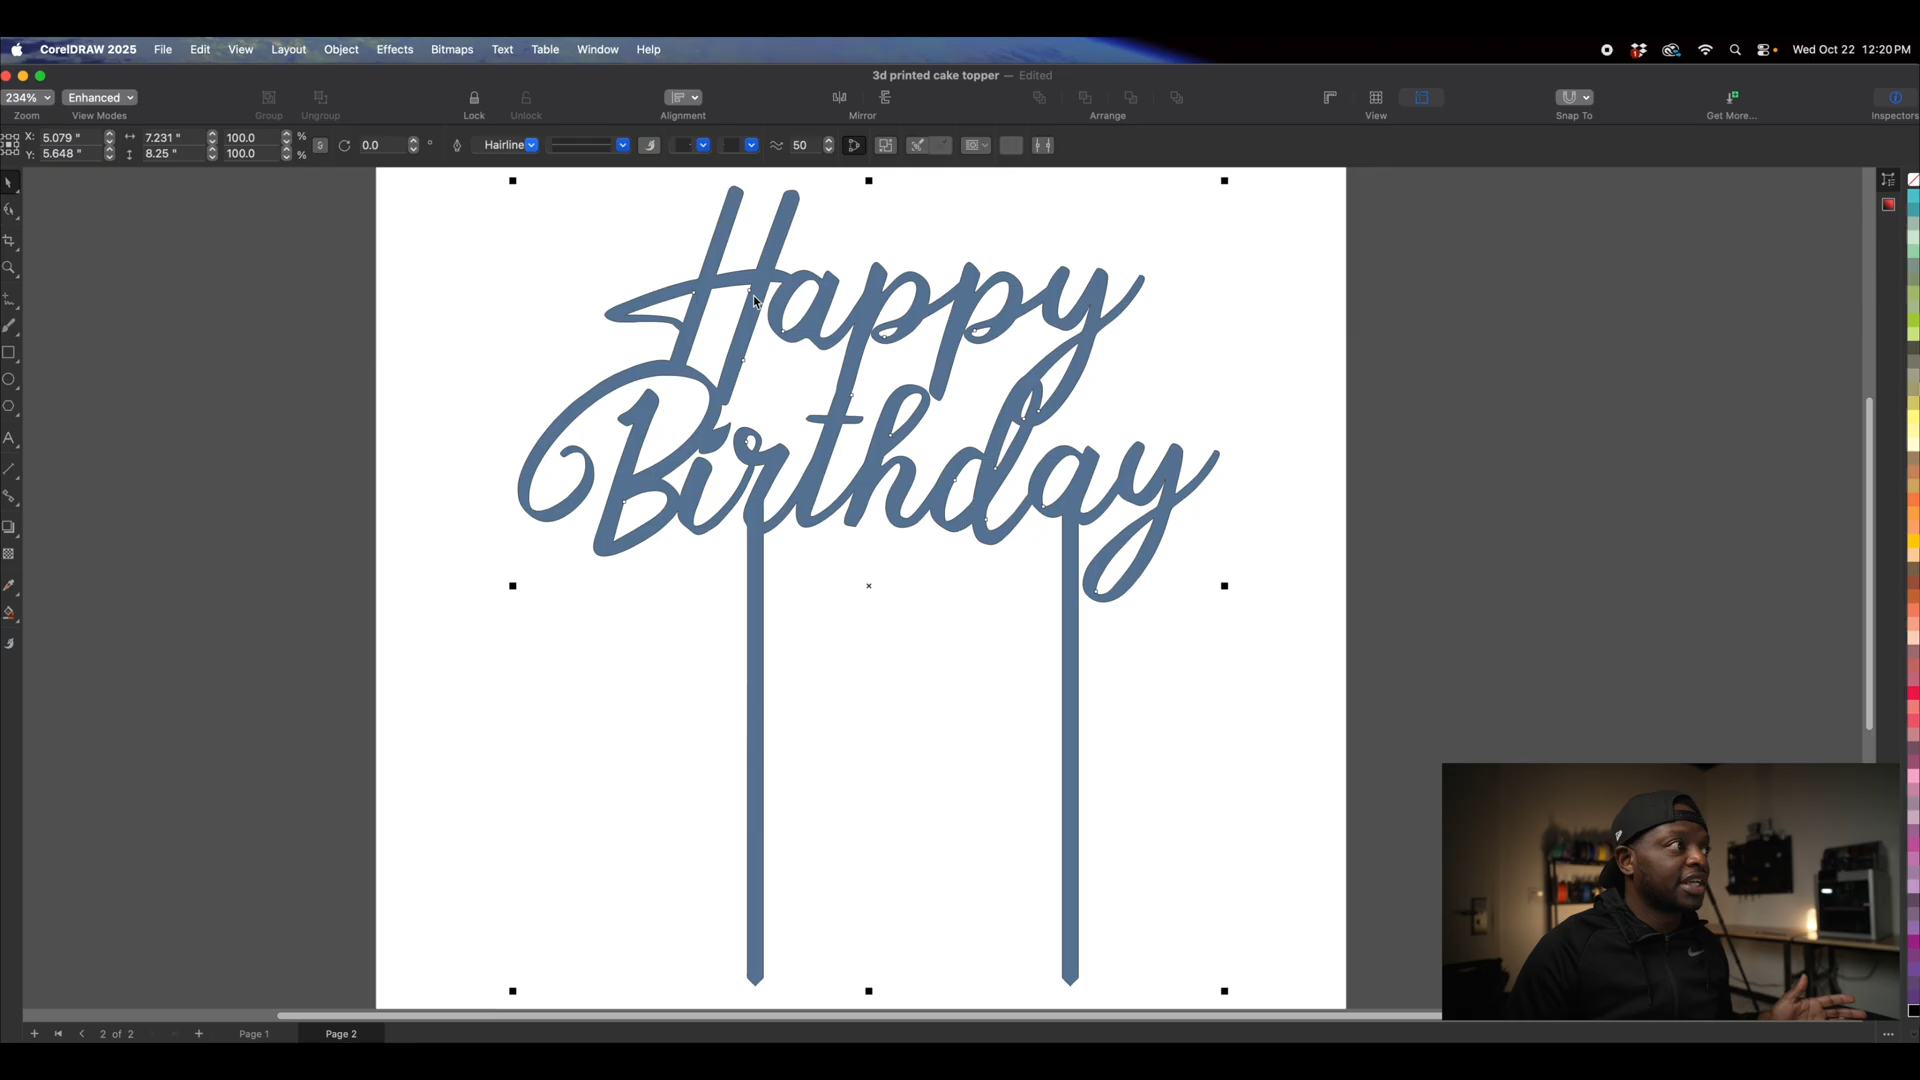 CorelDRAW 2025 File Edit View Layout Object Effects Bitmaps Text Table Window Help Wed Oct 22 12:20 PM
3d printed cake topper — Edited
234% Enhanced
Zoom View Modes Group Ungroup Lock Unlock Alignment Mirror Arrange View Snap To Get More... Inspectors
X: 5.079 " 7.231 " 100.0 % 0.0 ° Hairline 50
Y: 5.648 " 8.25 " 100.0 %
Happy
Birthday
2 of 2 Page 1 Page 2